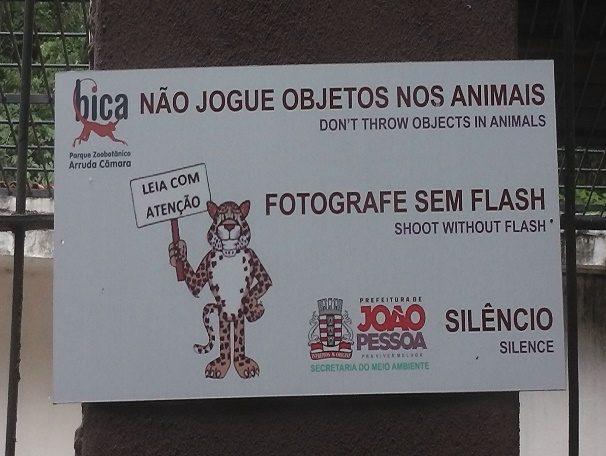 bica
Parque Zoobotânico
Arruda Câmara
NÃO JOGUE OBJETOS NOS ANIMAIS
DON'T THROW OBJECTS IN ANIMALS
LEIA COM
ATENÇÃO
FOTOGRAFE SEM FLASH
SHOOT WITHOUT FLASH
PREFEITURA DE
JOÃO
PESSOA
PRA VIVER MELHOR
SECRETARIA DO MEIO AMBIENTE
SILÊNCIO
SILENCE